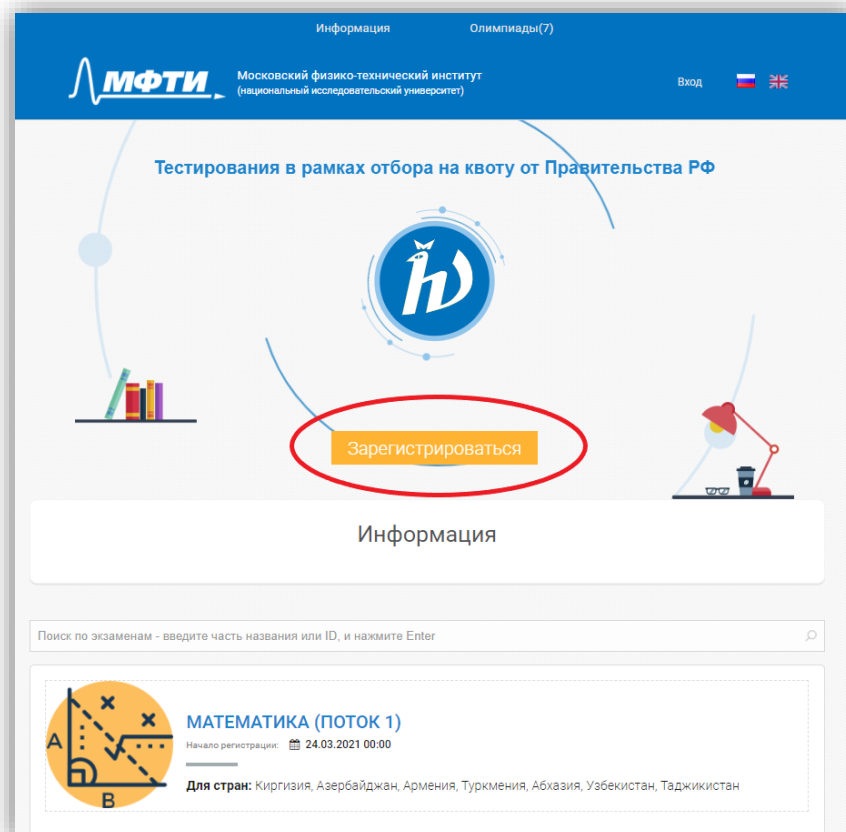 Информация Олимпиады(7)
МФТИ
Московский физико-технический институт
(национальный исследовательский университет)
Вход
Тестирования в рамках отбора на квоту от Правительства РФ
Зарегистрироваться
Информация
Поиск по экзаменам - введите часть названия или ID, и нажмите Enter
A
B
МАТЕМАТИКА (ПОТОК 1)
Начало регистрации: 24.03.2021 00:00
Для стран: Киргизия, Азербайджан, Армения, Туркмения, Абхазия, Узбекистан, Таджикистан